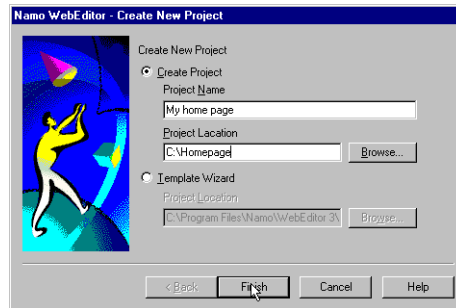 Namo WebEditor - Create New Project
Create New Project
Create Project
Project Name
My home page
Project Lacation
C:\Homepage
Browse...
Template Wizard
Project Location
C:\Program Files\Namo\WebEditor 3\
Browse...
< Back
Finish
Cancel
Help